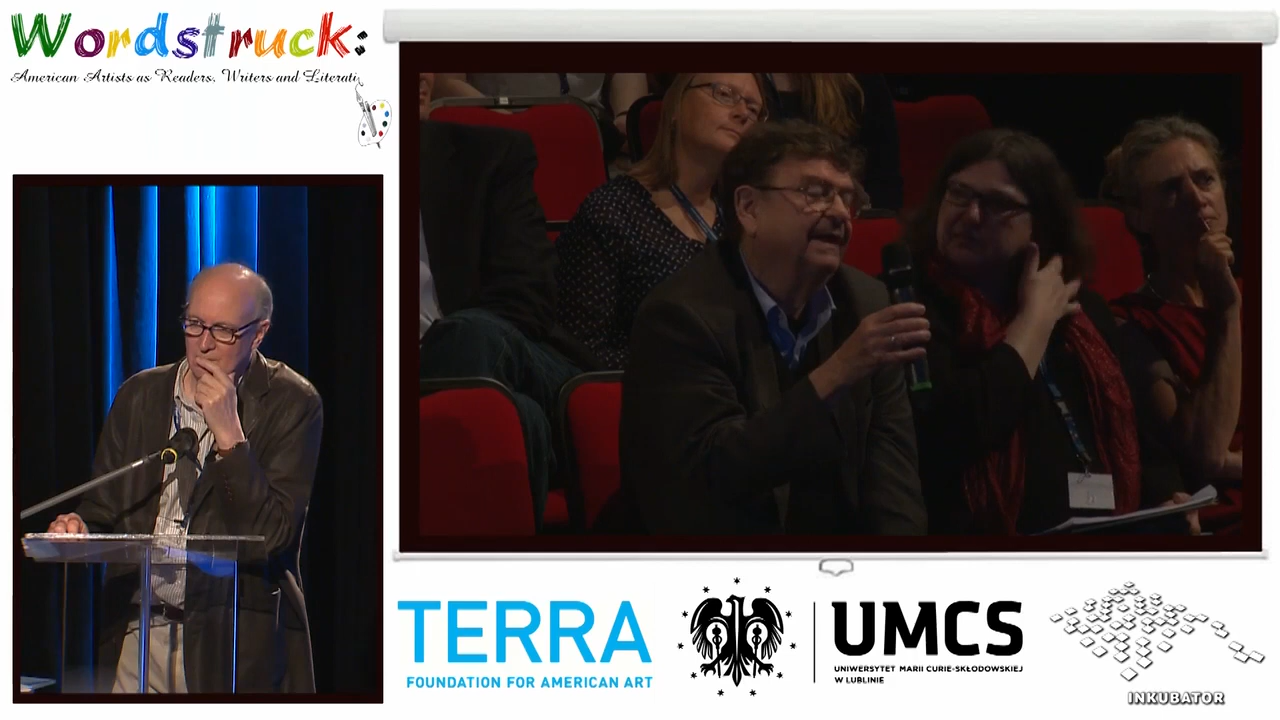 Wordstruck:
American Artists as Readers, Writers and Literati
TERRA
FOUNDATION FOR AMERICAN ART
UMCS
UNIWERSYTET MARII CURIE-SKŁODOWSKIEJ
W LUBLINIE
INKUBATOR